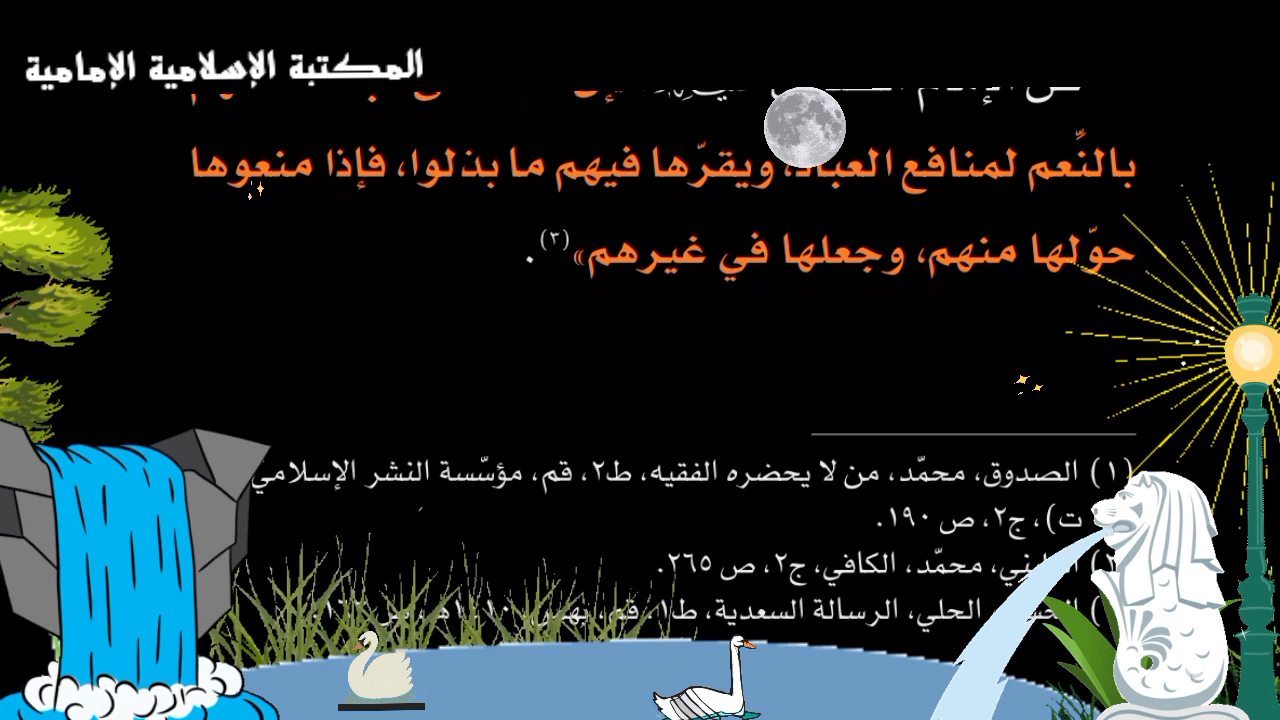 المكتبة الإسلامية الإمامية
بالنِّعم لمنافع العباد، ويقرّها فيهم ما بذلوا، فإذا منعوها
حوّلها منهم، وجعلها في غيرهم»(٣).
(١) الصدوق، محمّد، من لا يحضره الفقيه، ط٢، قم، مؤسّسة النشر الإسلامي
ت)، ج٢، ص ١٩٠.
محمّد، الكافي، ج٢، ص ٢٦٥.
الحلي، الرسالة السعدية، ط١، قم،